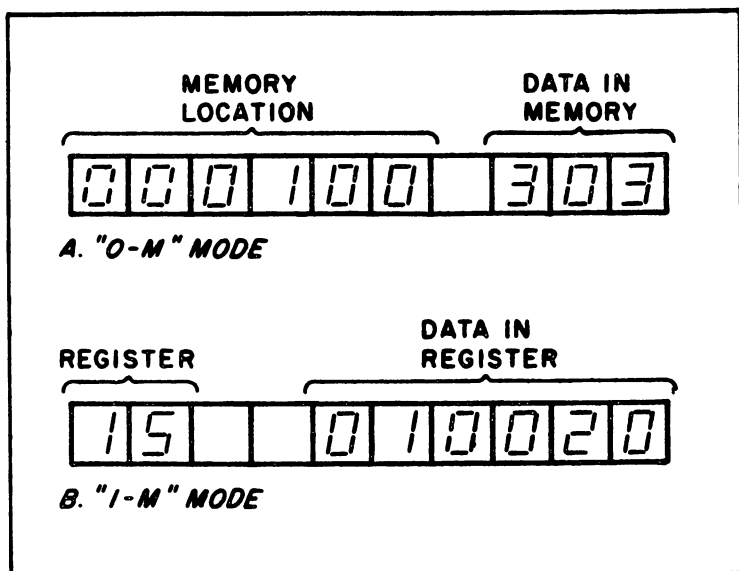 MEMORY LOCATION
DATA IN MEMORY
000100 303
A. "O-M" MODE
REGISTER
DATA IN REGISTER
15 010020
B. "I-M" MODE